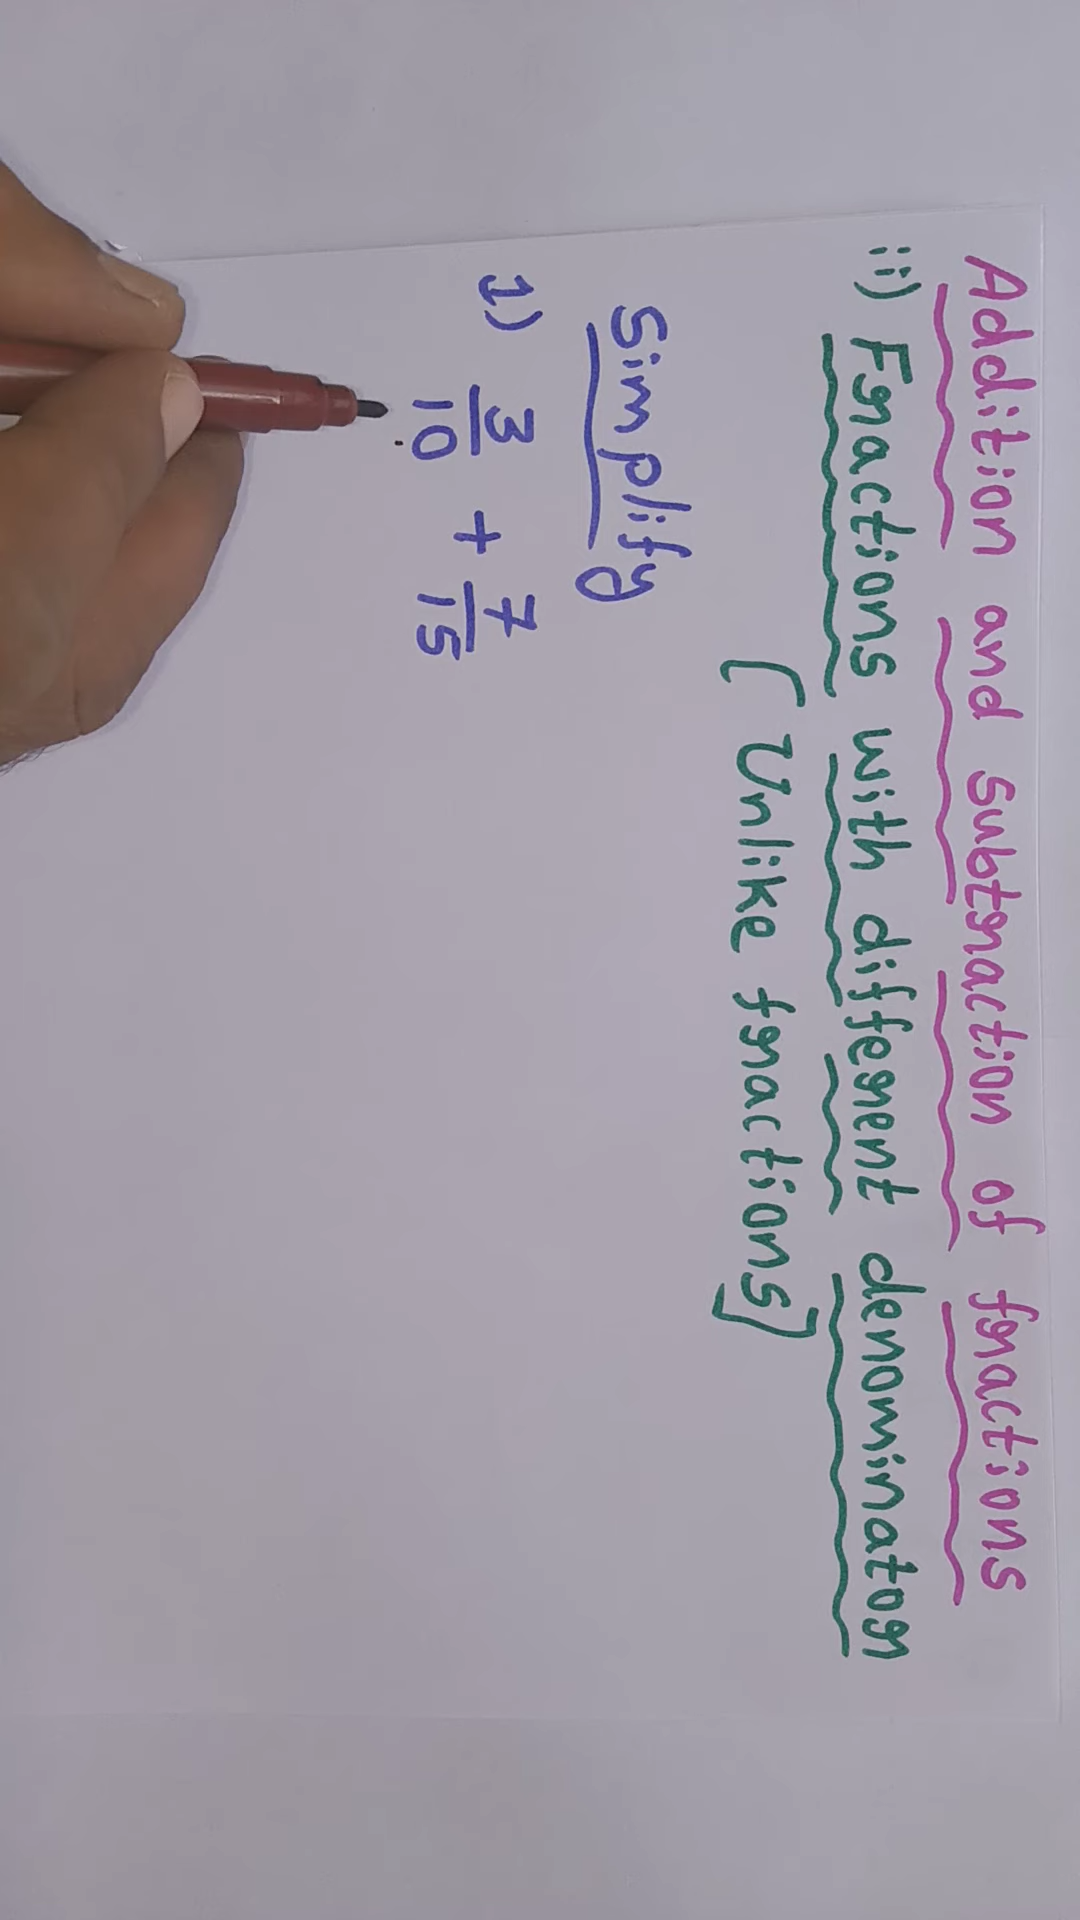 Addition and subtraction of fractions
ii) Fractions with different denominator
[Unlike fractions]
Simplify
1) 3/10 + 7/15